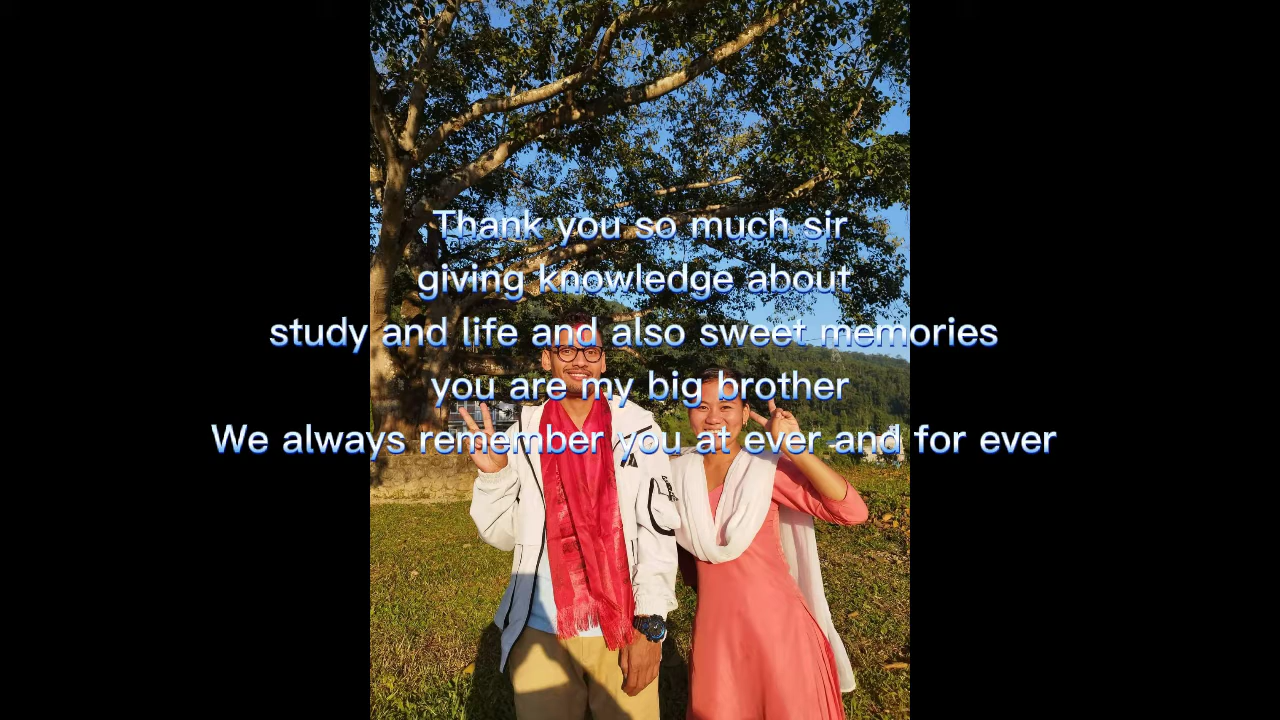 Thank you so much sir
giving knowledge about
study and life and also sweet memories
you are my big brother
We always remember you at ever and for ever